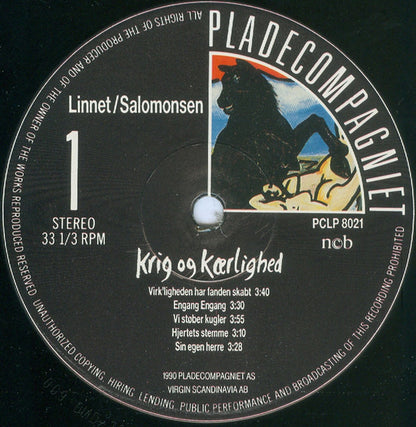 PLADECOMPAGNIET
Linnet/Salomonsen
1
STEREO
33 1/3 RPM
PCLP 8021
ncb
Krig og Kærlighed
Virk'ligheden har fanden skabt 3:40
Engang Engang 3:30
Vi støber kugler 3:55
Hjertets stemme 3:10
Sin egen herre 3:28
1990 PLADECOMPAGNIET AS
VIRGIN SCANDINAVIA AB
ALL RIGHTS OF THE PRODUCER AND OF THE OWNER OF THE WORKS REPRODUCED RESERVED. UNAUTHORIZED COPYING, HIRING, LENDING, PUBLIC PERFORMANCE AND BROADCASTING OF THIS RECORDING PROHIBITED